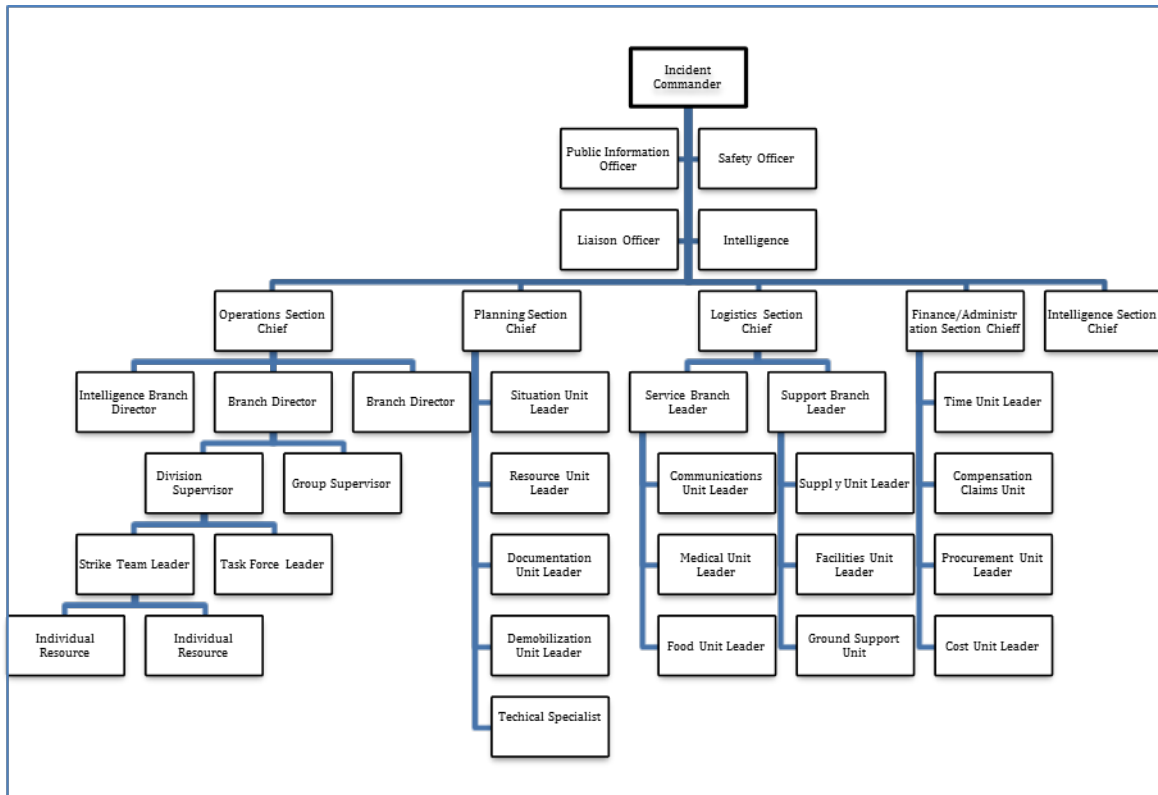 Incident
Commander
Public Information
Officer
Safety Officer
Liaison Officer
Intelligence
Operations Section
Chief
Planning Section
Chief
Logistics Section
Chief
Finance/Administr
ation Section Chieff
Intelligence Section
Chief
Intelligence Branch
Director
Branch Director
Branch Director
Situation Unit
Leader
Service Branch
Leader
Support Branch
Leader
Time Unit Leader
Division
Supervisor
Group Supervisor
Resource Unit
Leader
Communications
Unit Leader
Suppl y Unit Leader
Compensation
Claims Unit
Strike Team Leader
Task Force Leader
Documentation
Unit Leader
Medical Unit
Leader
Facilities Unit
Leader
Procurement Unit
Leader
Individual
Resource
Individual
Resource
Demobilization
Unit Leader
Food Unit Leader
Ground Support
Unit
Cost Unit Leader
Techical Specialist